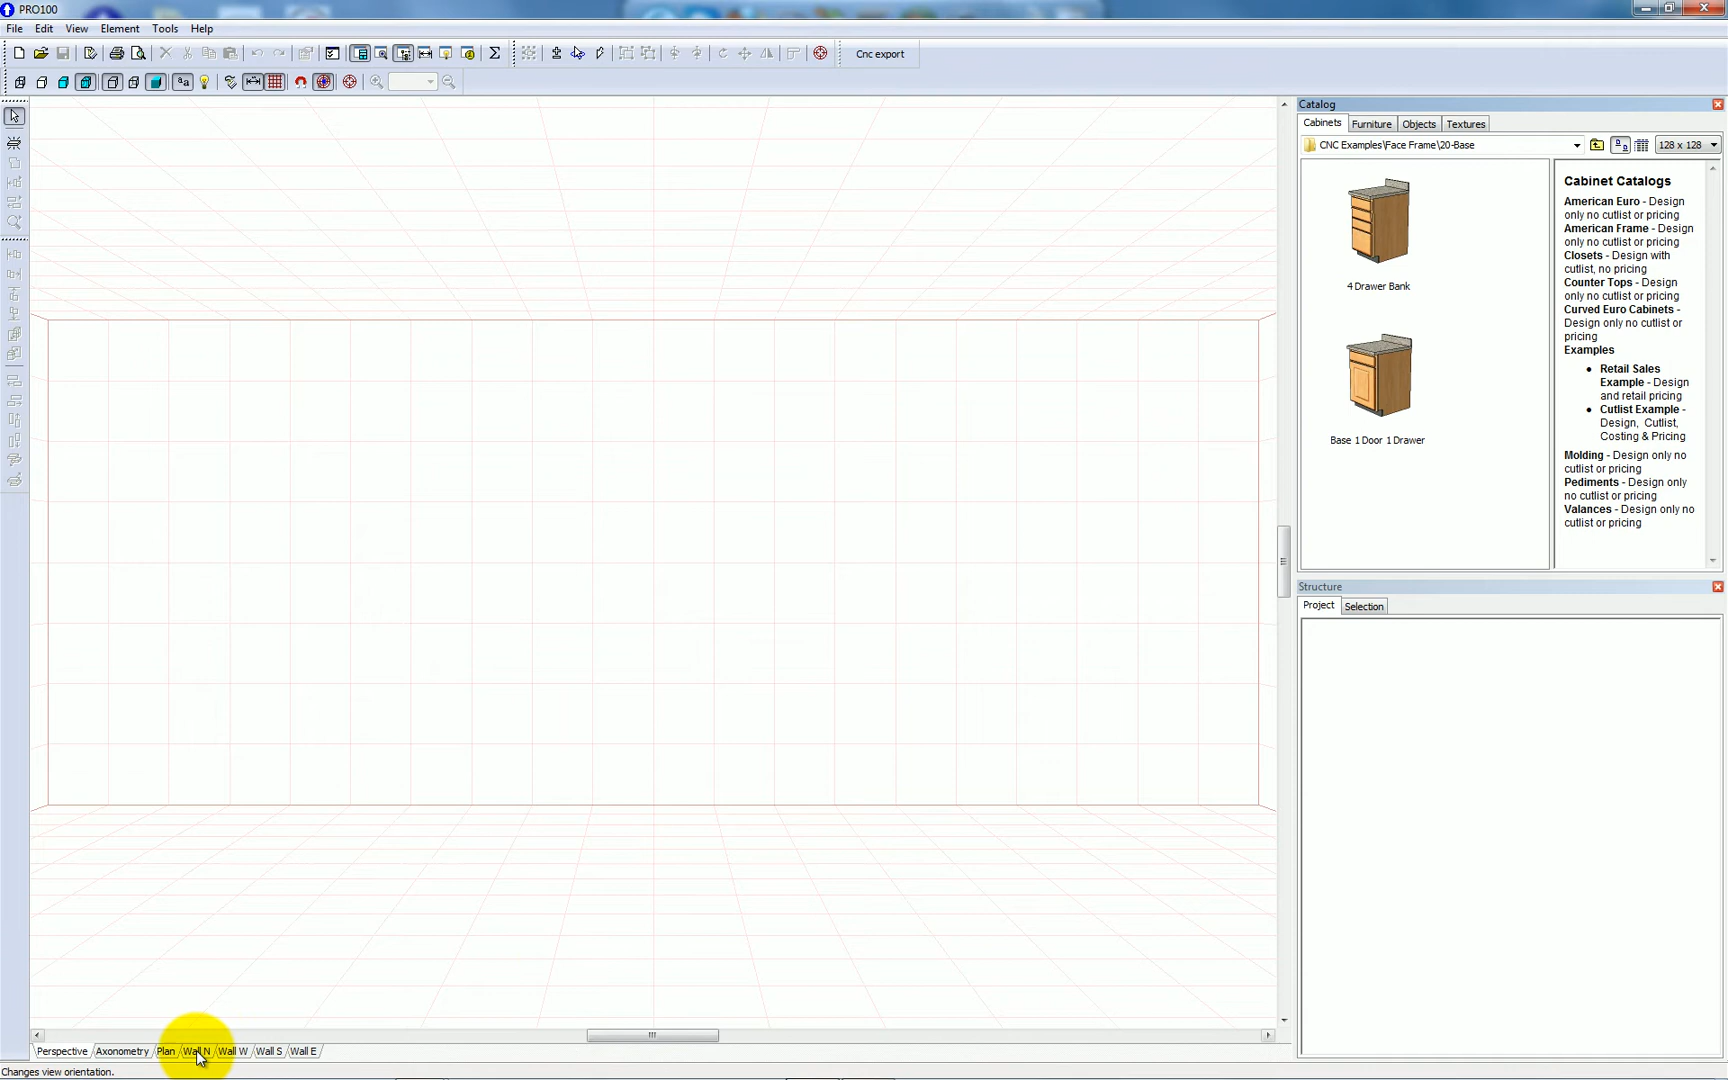 PRO100
File Edit View Element Tools Help
Cnc export
Catalog
Cabinets Furniture Objects Textures
CNC Examples\Face Frame\20-Base
128 x 128
4 Drawer Bank
Base 1 Door 1 Drawer
Cabinet Catalogs
American Euro - Design
only no cutlist or pricing
American Frame - Design
only no cutlist or pricing
Closets - Design with
cutlist, no pricing
Counter Tops - Design
only no cutlist or pricing
Curved Euro Cabinets -
Design only no cutlist or
pricing
Examples
• Retail Sales
Example - Design
and retail pricing
• Cutlist Example -
Design, Cutlist,
Costing & Pricing
Molding - Design only no
cutlist or pricing
Pediments - Design only
no cutlist or pricing
Valances - Design only no
cutlist or pricing
Structure
Project Selection
Perspective Axonometry Plan Wall N Wall W Wall S Wall E
Changes view orientation.